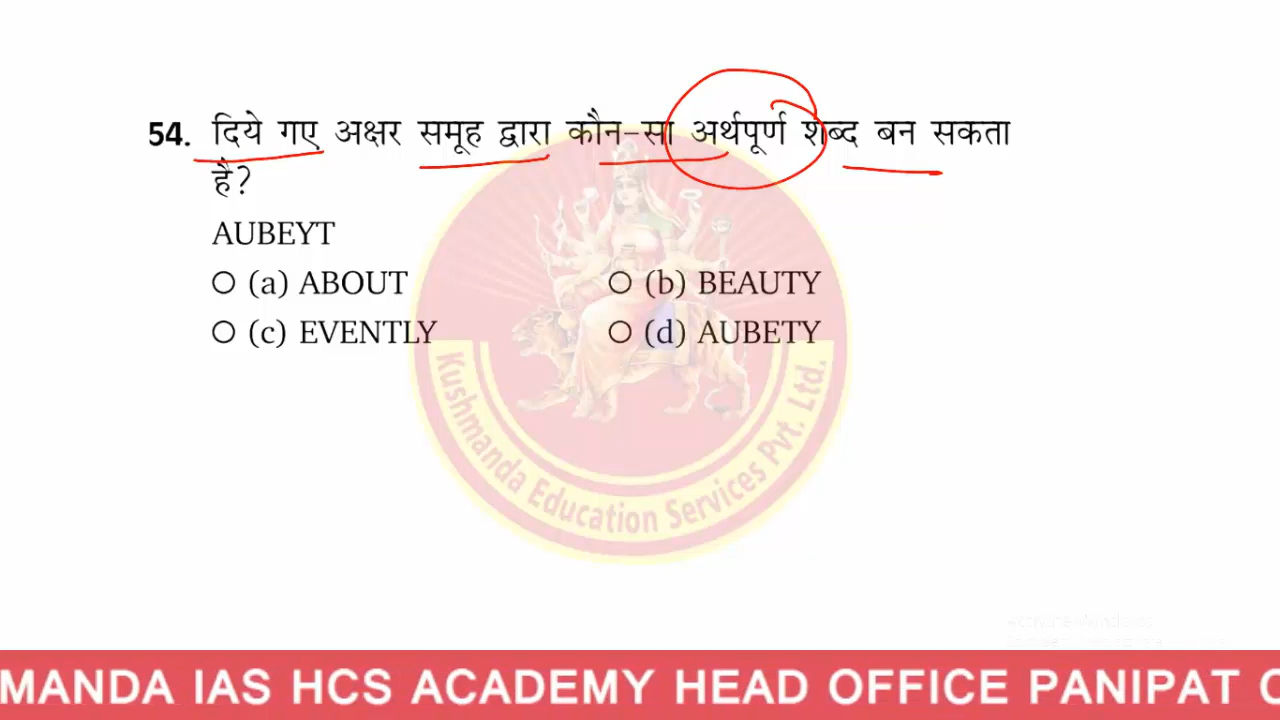 54. दिये गए अक्षर समूह द्वारा कौन-सा अर्थपूर्ण शब्द बन सकता
है?
AUBEYT
(a) ABOUT (b) BEAUTY
(c) EVENTLY (d) AUBETY
Kushmanda Education Services Pvt. Ltd.
MANDA IAS HCS ACADEMY HEAD OFFICE PANIPAT